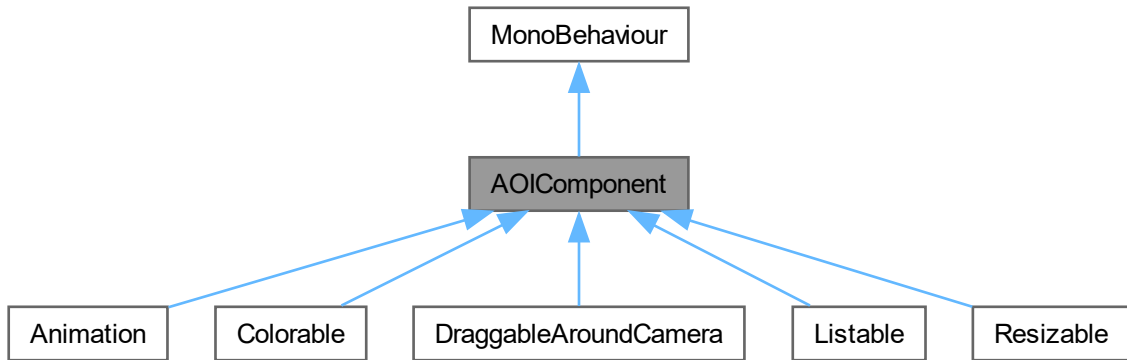 MonoBehaviour
AOIComponent
Animation
Colorable
DraggableAroundCamera
Listable
Resizable